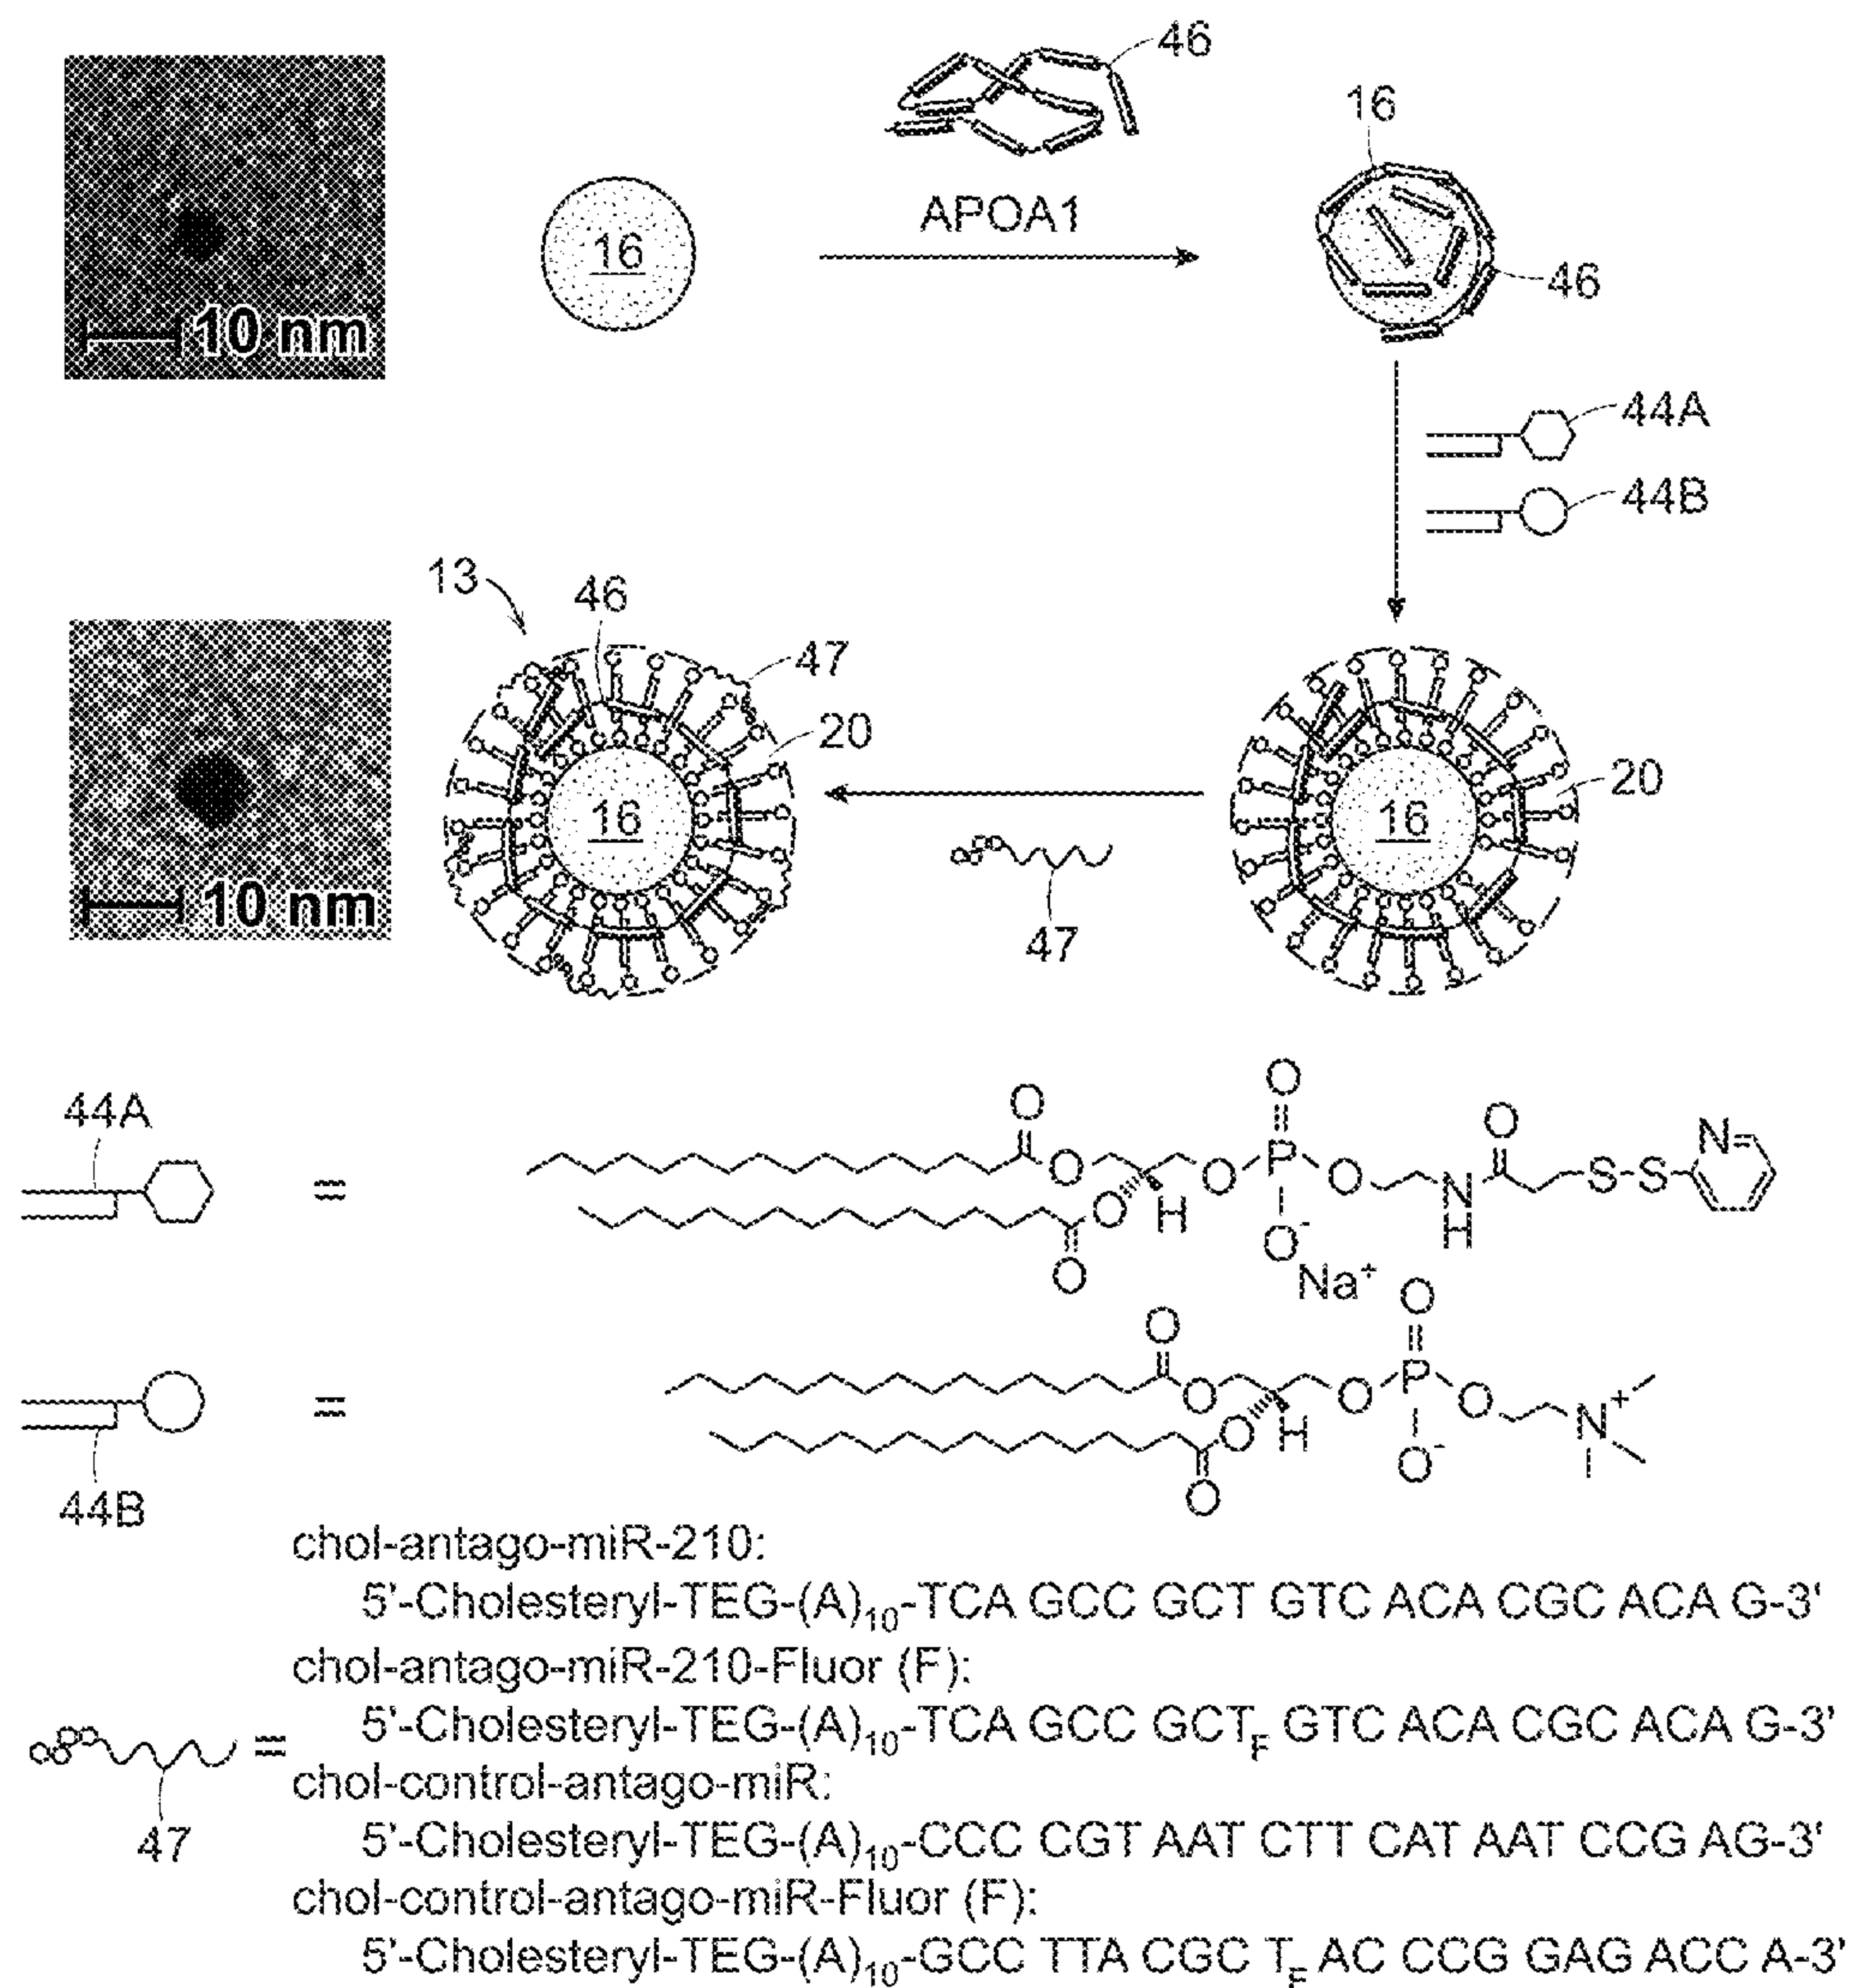 46
16
10 nm
16
APOA1
46
44A
44B
13
46
47
20
16
10 nm
20
16
47
44A
=
O
O
O
O
O
H
O
P
O
O-
Na+
N
H
O
S-S
N
44B
=
O
O
O
O
H
O
O
P
O-
O
N+
chol-antago-miR-210:
5'-Cholesteryl-TEG-(A)10-TCA GCC GCT GTC ACA CGC ACA G-3'
chol-antago-miR-210-Fluor (F):
5'-Cholesteryl-TEG-(A)10-TCA GCC GCTF GTC ACA CGC ACA G-3'
=
47
chol-control-antago-miR:
5'-Cholesteryl-TEG-(A)10-CCC CGT AAT CTT CAT AAT CCG AG-3'
chol-control-antago-miR-Fluor (F):
5'-Cholesteryl-TEG-(A)10-GCC TTA CGC TF AC CCG GAG ACC A-3'